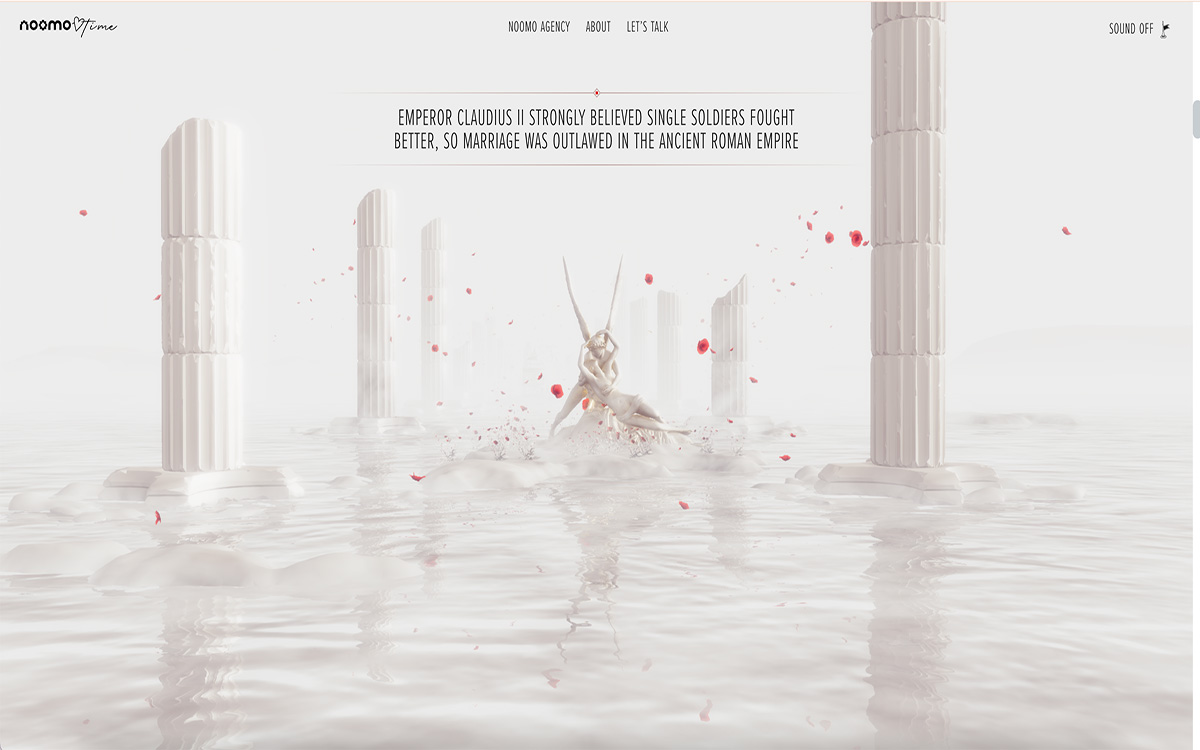 noomo time
NOOMO AGENCY
ABOUT
LET'S TALK
SOUND OFF
EMPEROR CLAUDIUS II STRONGLY BELIEVED SINGLE SOLDIERS FOUGHT
BETTER, SO MARRIAGE WAS OUTLAWED IN THE ANCIENT ROMAN EMPIRE